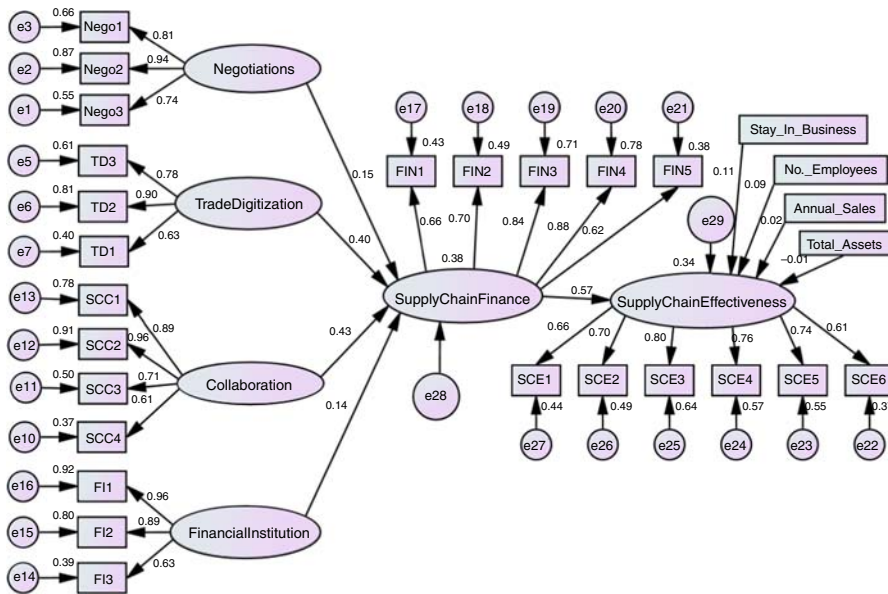 e3 0.66 Nego1
0.81
e2 0.87 Nego2 0.94 Negotiations
e1 0.55 Nego3 0.74
e5 0.61 TD3
0.78
e6 0.81 TD2 0.90 TradeDigitization
e7 0.40 TD1 0.63
e13 0.78 SCC1
0.89
e12 0.91 SCC2 0.96
e11 0.50 SCC3 0.71 Collaboration
0.61
e10 0.37 SCC4
e16 0.92 FI1
0.96
e15 0.80 FI2 0.89 FinancialInstitution
e14 0.39 FI3 0.63
0.15
0.40
0.43
0.14
e17 e18 e19 e20 e21
0.43 0.49 0.71 0.78 0.38
FIN1 FIN2 FIN3 FIN4 FIN5
0.66 0.70 0.84 0.88 0.62
0.38
SupplyChainFinance
e28
0.57
Stay_In_Business
0.11
No._Employees
0.09
Annual_Sales
0.02
Total_Assets
−0.01
e29
0.34
SupplyChainEffectiveness
0.66 0.70 0.80 0.76 0.74 0.61
SCE1 SCE2 SCE3 SCE4 SCE5 SCE6
0.44 0.49 0.64 0.57 0.55 0.3
e27 e26 e25 e24 e23 e22